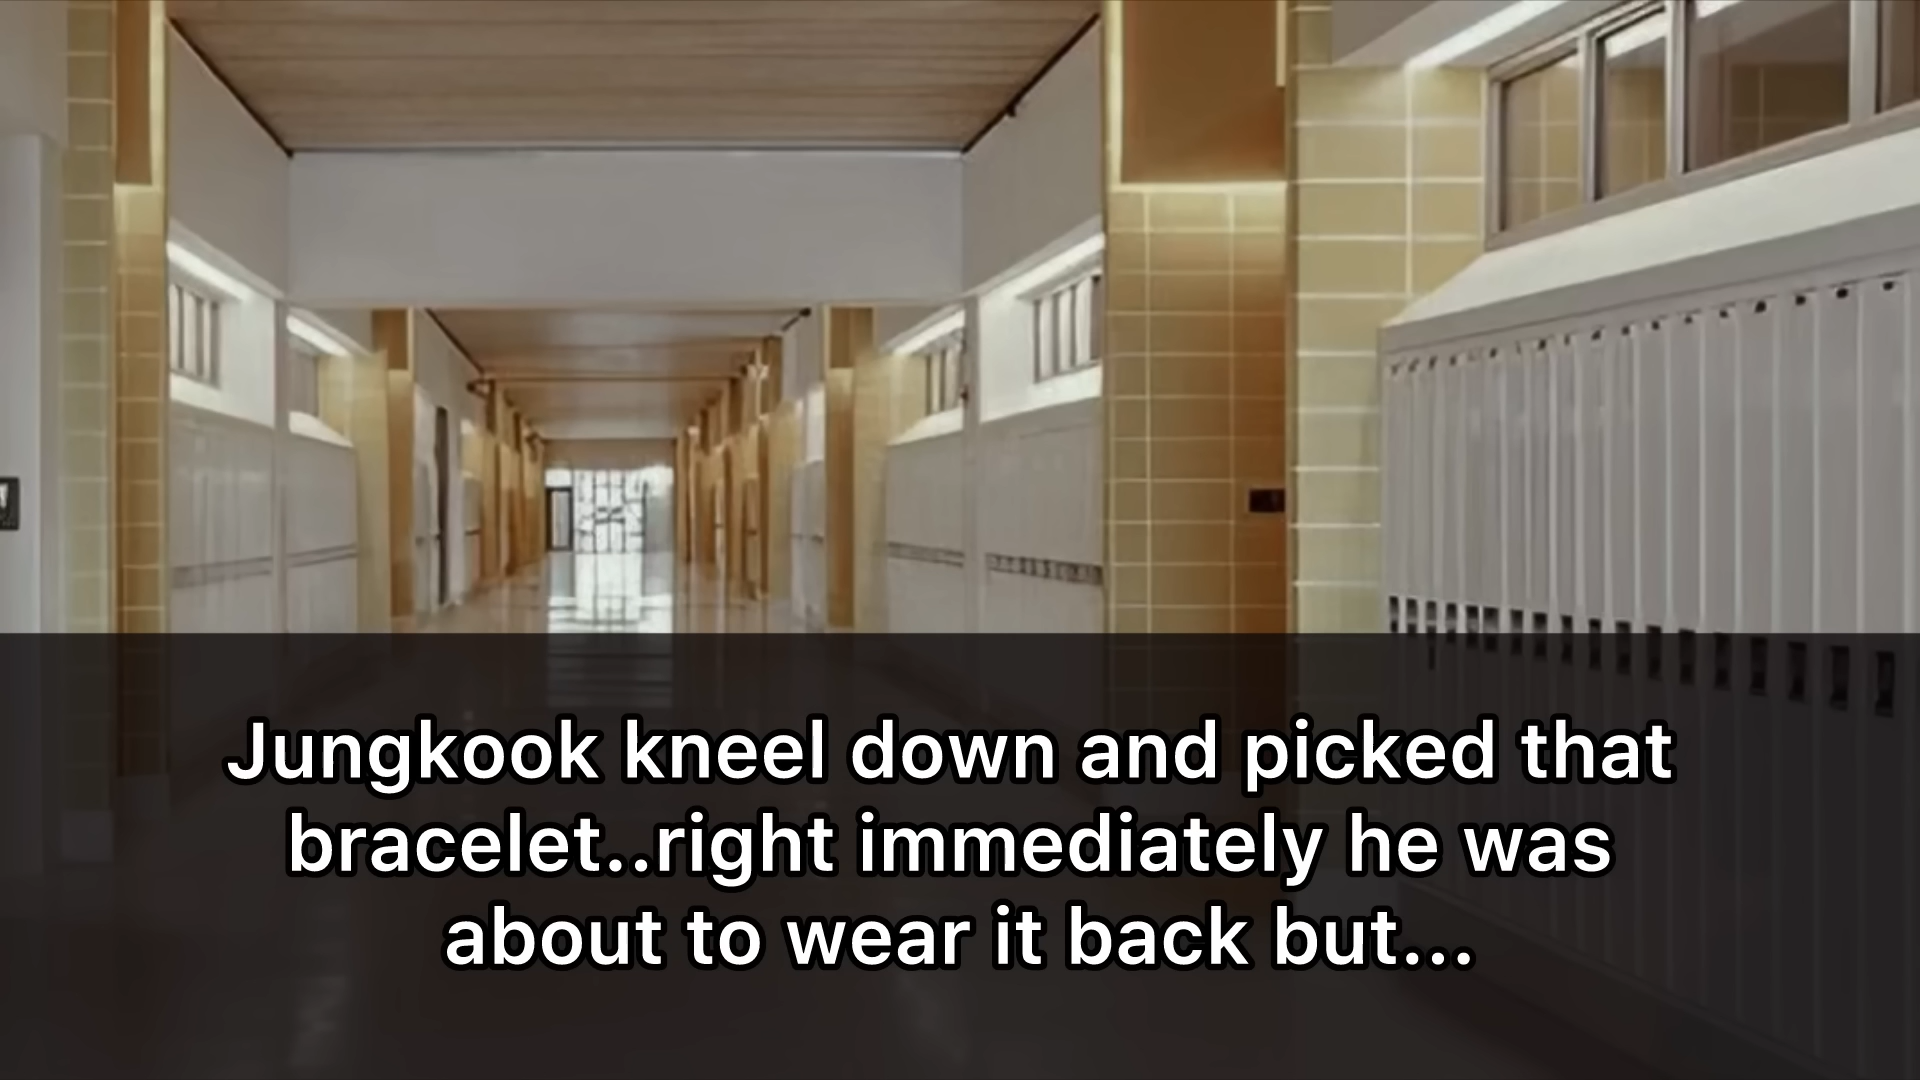 Jungkook kneel down and picked that
bracelet..right immediately he was
about to wear it back but...